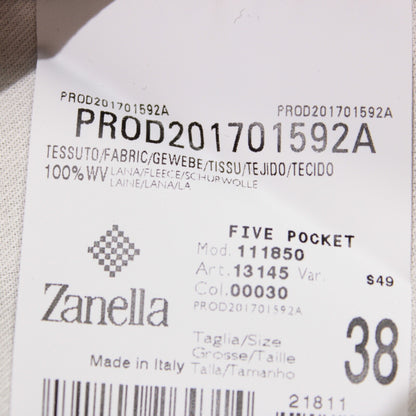 PROD201701592A PROD201701592A
PROD201701592A
TESSUTO/FABRIC/GEWEBE/TISSU/TEJIDO/TECIDO
100%WV LANA/FLEECE/SCHURWOLLE
LAINE/LANA/LA
FIVE POCKET
Mod. 111850
Art. 13145 Var. $49
Col. 00030
PROD201701592A
Zanella
Taglia/Size
Grosse/Taille
Talla/Tamanho
38
Made in Italy
21811